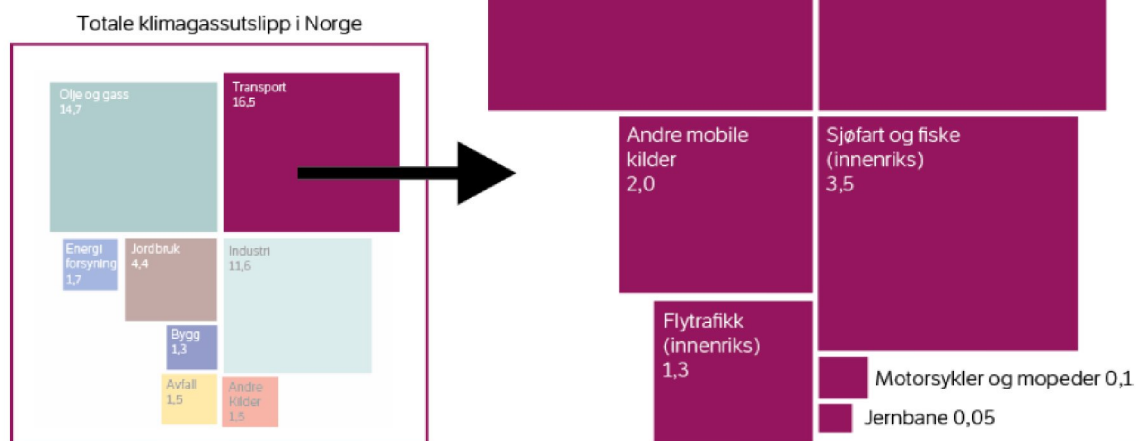 Totale klimagassutslipp i Norge
Olje og gass
14,7
Transport
16,5
Energi
forsyning
1,7
Jordbruk
4,4
Industri
11,6
Bygg
1,3
Avfall
1,5
Andre
Kilder
1,5
Andre mobile
kilder
2,0
Sjøfart og fiske
(innenriks)
3,5
Flytrafikk
(innenriks)
1,3
Motorsykler og mopeder 0,1
Jernbane 0,05